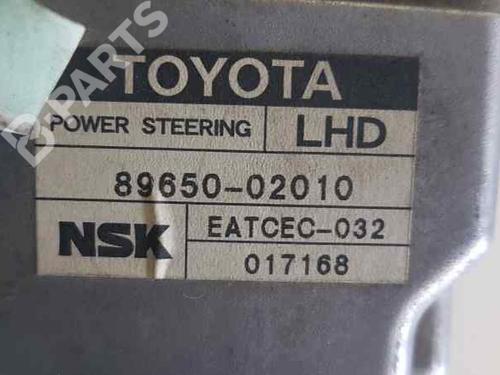 TOYOTA
POWER STEERING LHD
89650-02010
NSK EATCEC-032
017168
B-PARTS